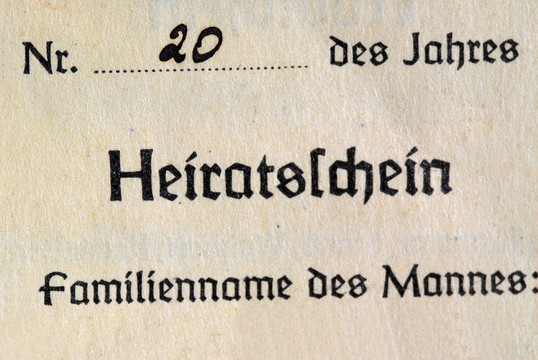 Nr. 20 des Jahres
Heiratsſchein
Familienname des Mannes: